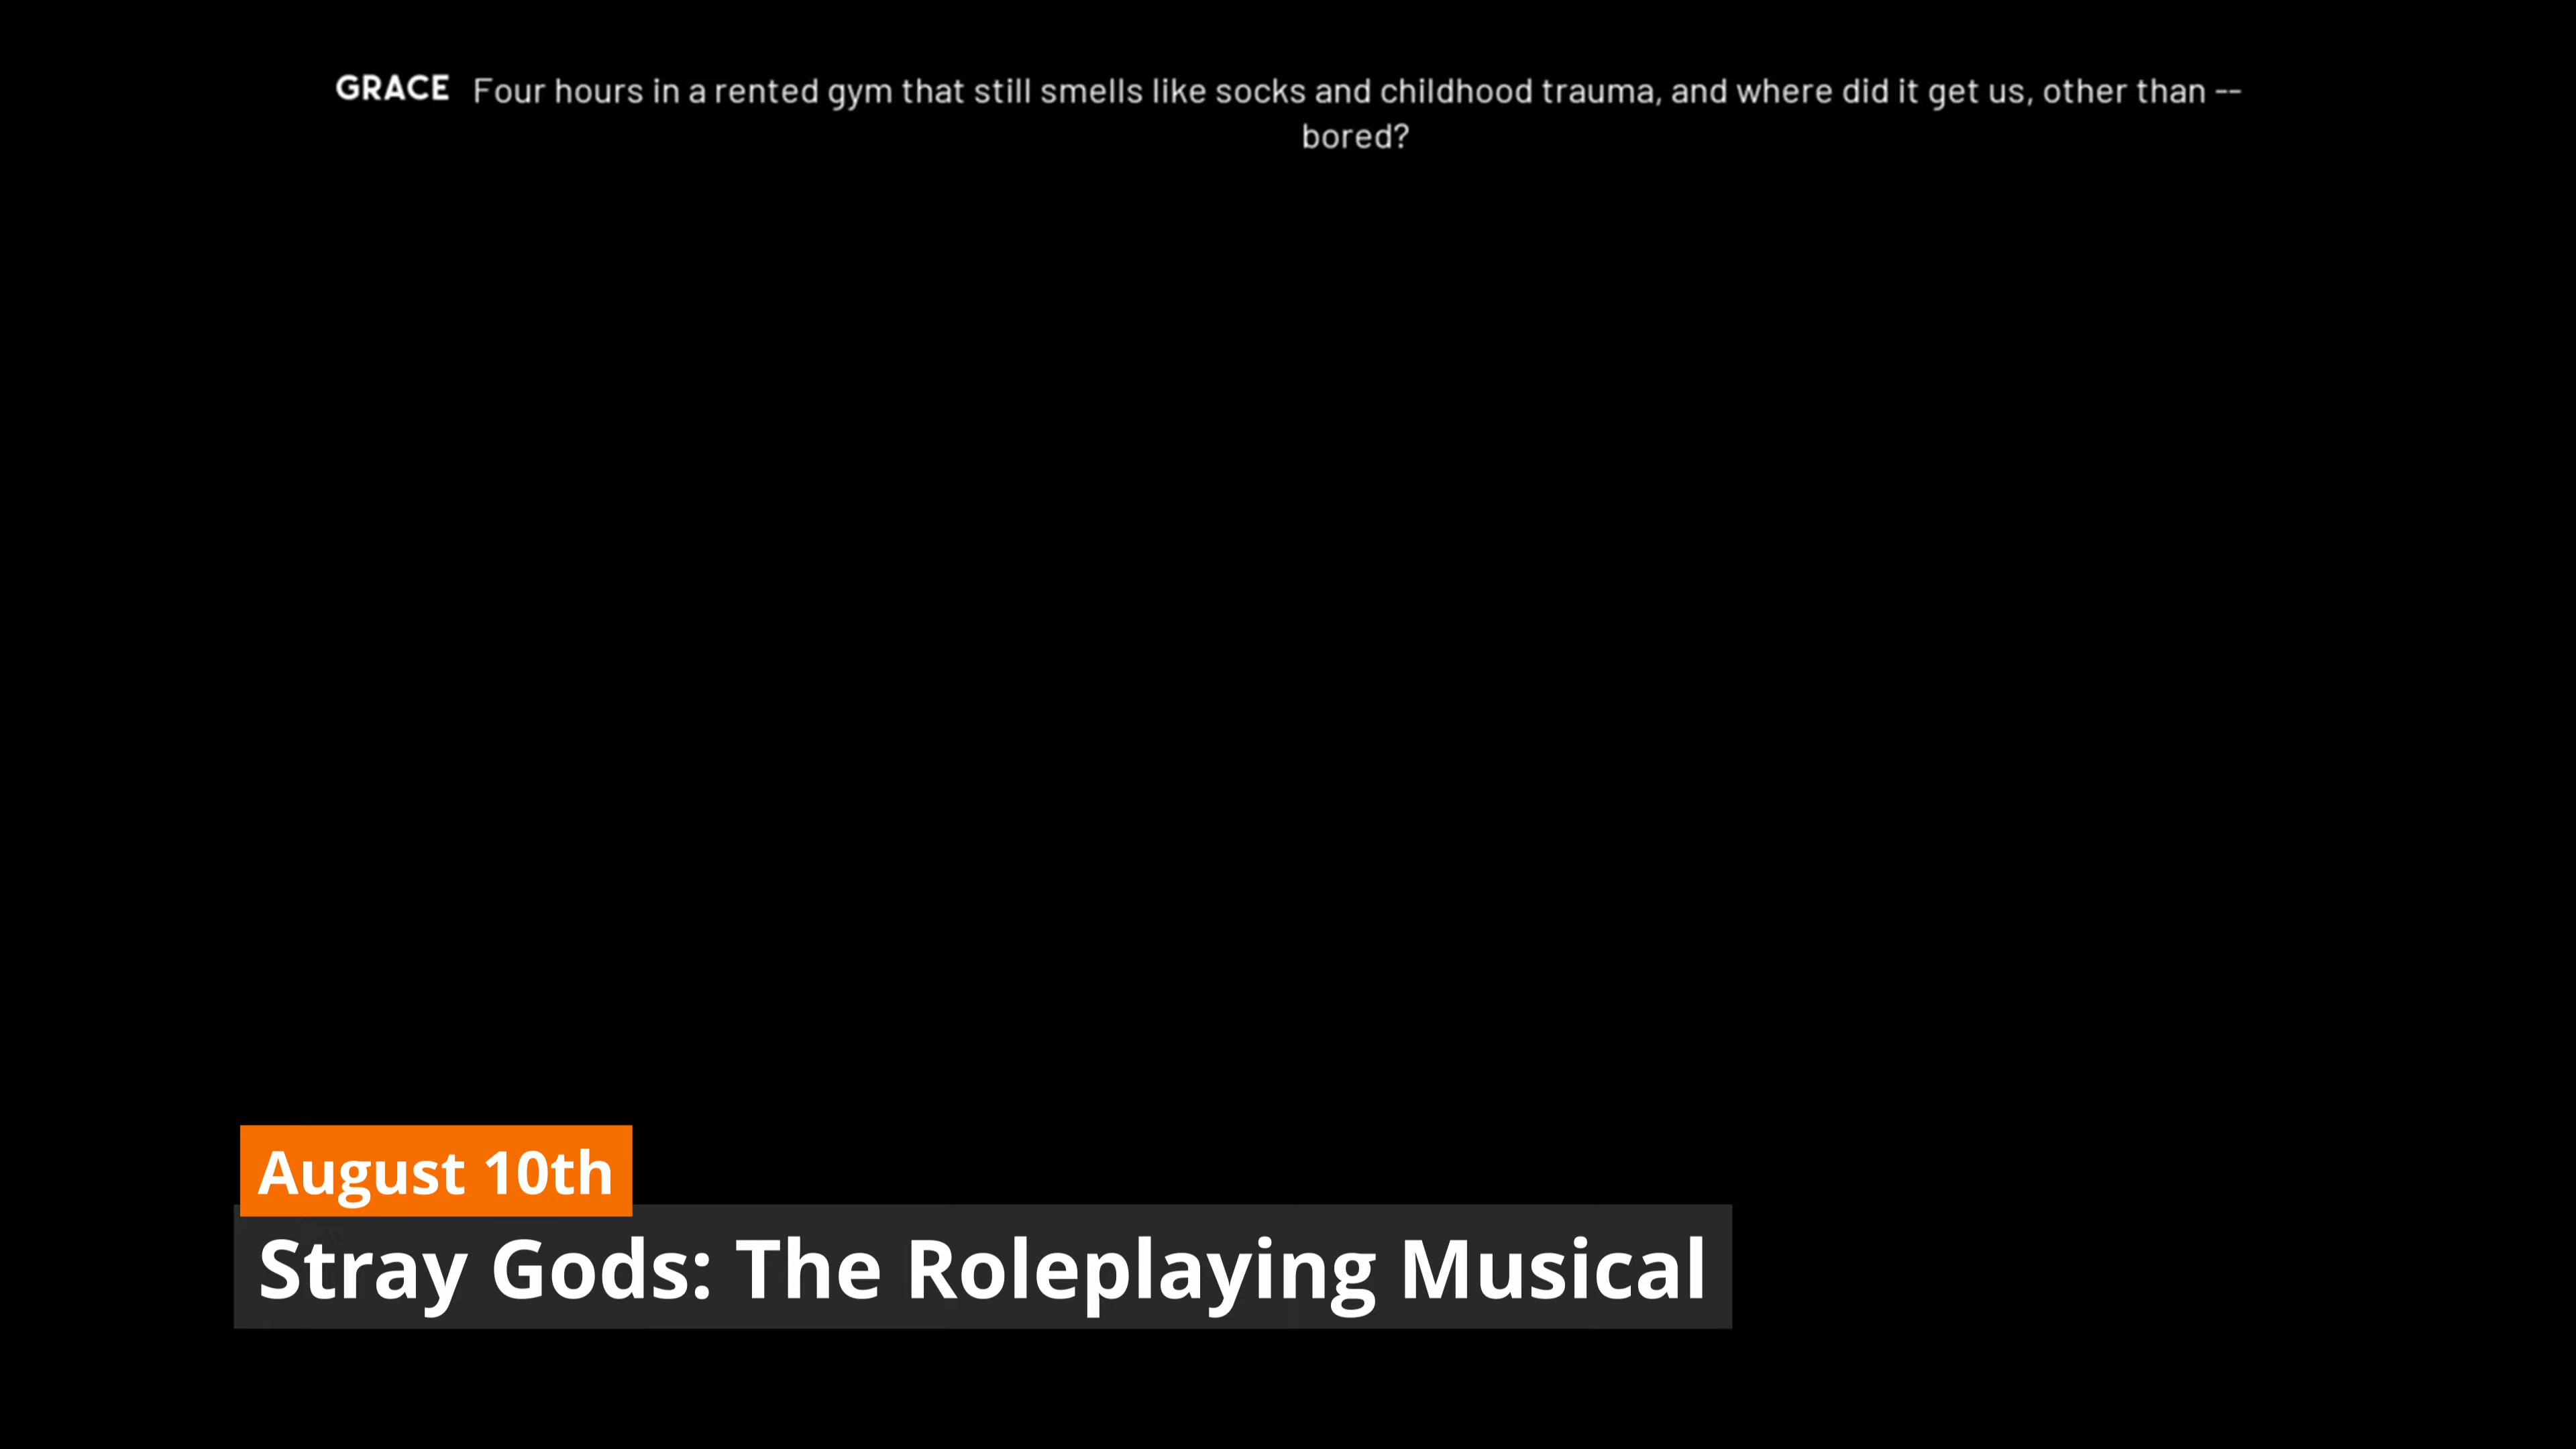 GRACE Four hours in a rented gym that still smells like socks and childhood trauma, and where did it get us, other than --
bored?
August 10th
Stray Gods: The Roleplaying Musical